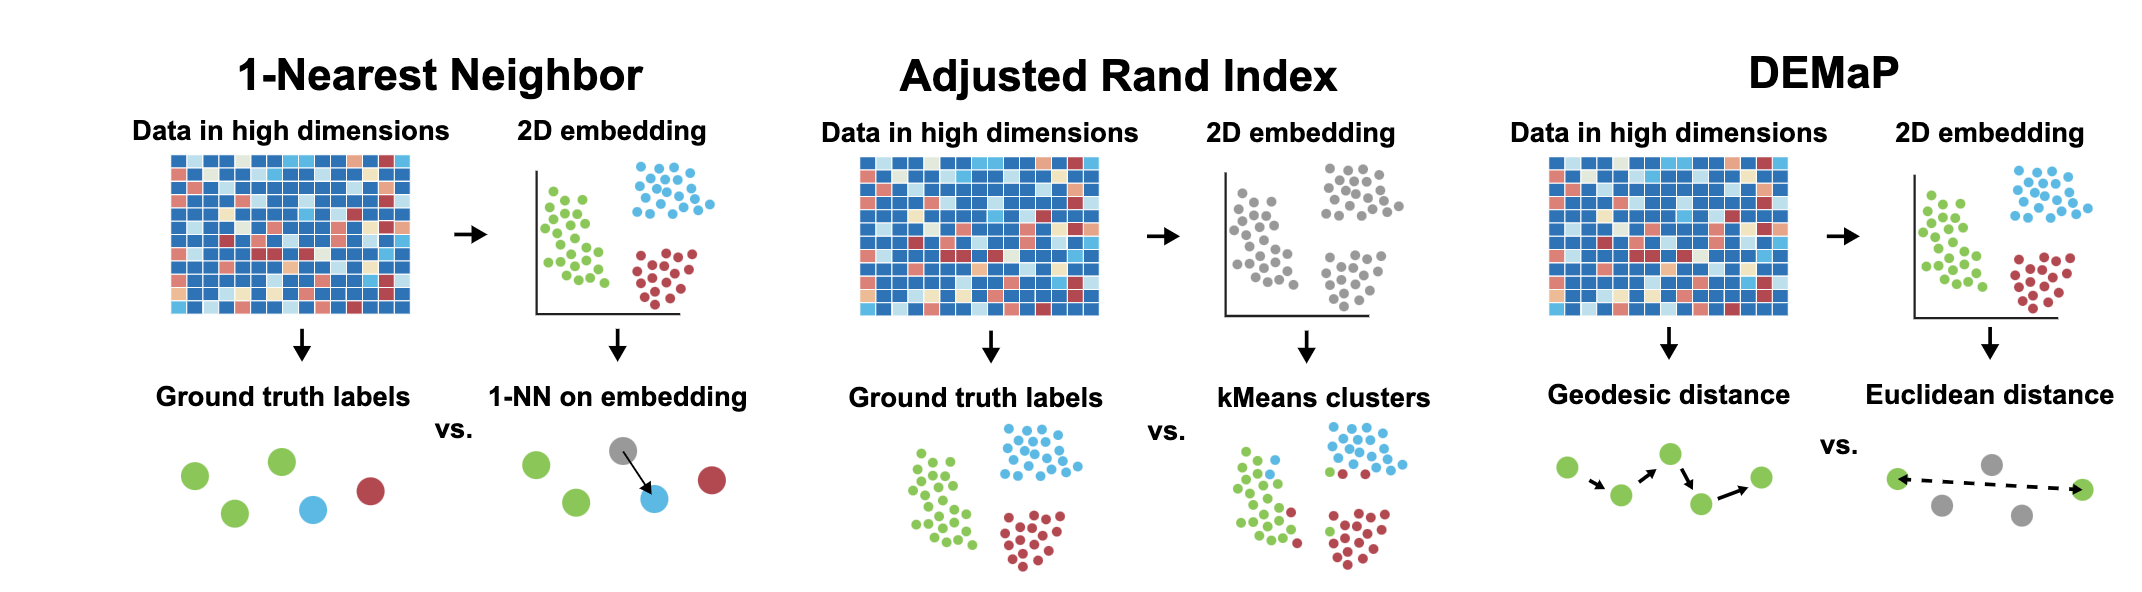 1-Nearest Neighbor
Data in high dimensions
2D embedding
Ground truth labels
vs.
1-NN on embedding
Adjusted Rand Index
Data in high dimensions
2D embedding
Ground truth labels
vs.
kMeans clusters
DEMaP
Data in high dimensions
2D embedding
Geodesic distance
vs.
Euclidean distance